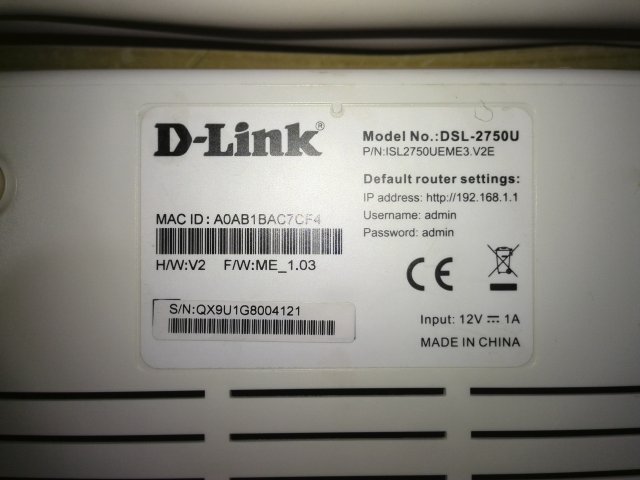 D-Link®
MAC ID: A0AB1BAC7CF4
H/W:V2 F/W:ME_1.03
S/N:QX9U1G8004121
Model No.:DSL-2750U
P/N:ISL2750UEME3.V2E
Default router settings:
IP address: http://192.168.1.1
Username: admin
Password: admin
CE
Input: 12V ⎓ 1A
MADE IN CHINA